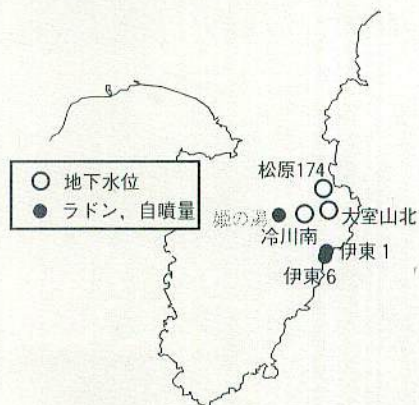 松原174
○ 地下水位
● ラドン，自噴量
姫の湯
大室山北
冷川南
伊東1
伊東6